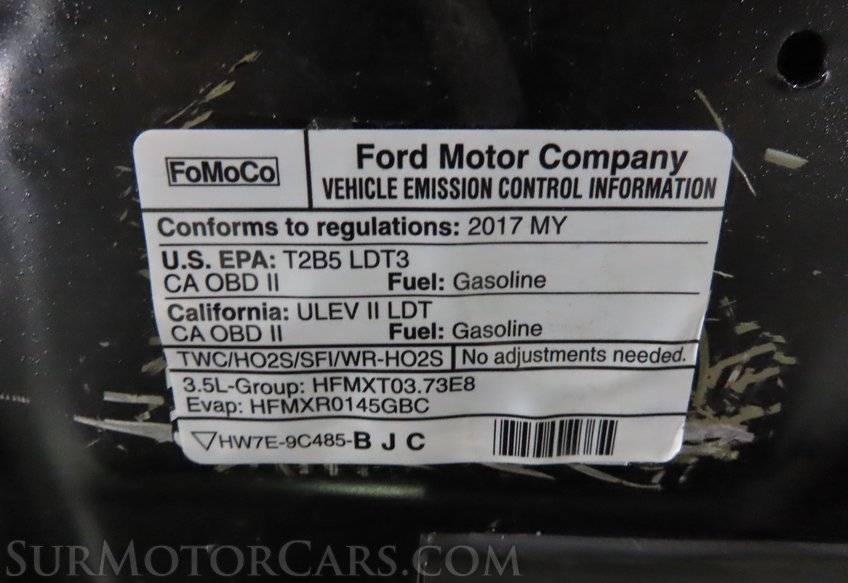 FoMoCo
Ford Motor Company
VEHICLE EMISSION CONTROL INFORMATION
Conforms to regulations: 2017 MY
U.S. EPA: T2B5 LDT3
CA OBD II Fuel: Gasoline
California: ULEV II LDT
CA OBD II Fuel: Gasoline
TWC/HO2S/SFI/WR-HO2S No adjustments needed.
3.5L-Group: HFMXT03.73E8
Evap: HFMXR0145GBC
HW7E-9C485-B J C
SURMOTORCARS.COM